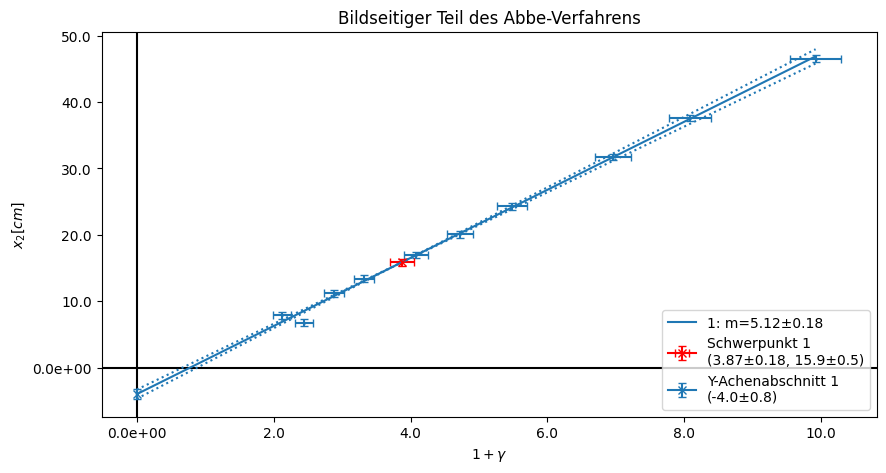 Bildseitiger Teil des Abbe-Verfahrens
50.0
40.0
30.0
20.0
10.0
0.0e+00
x₂[cm]
0.0e+00
2.0
4.0
6.0
8.0
10.0
1 + γ
1: m=5.12±0.18
Schwerpunkt 1
(3.87±0.18, 15.9±0.5)
Y-Achenabschnitt 1
(-4.0±0.8)